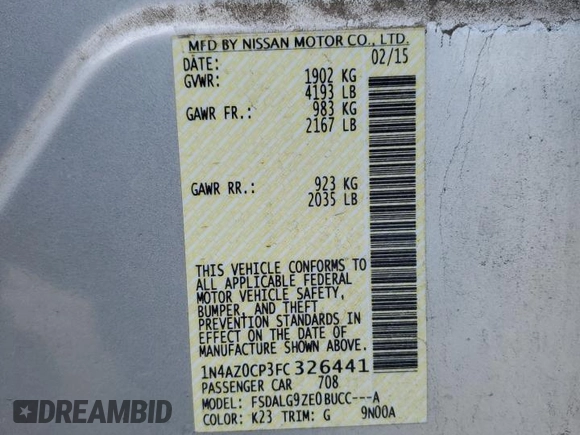 MFD BY NISSAN MOTOR CO., LTD.
DATE: 02/15
GVWR: 1902 KG
4193 LB
GAWR FR.: 983 KG
2167 LB
GAWR RR.: 923 KG
2035 LB
THIS VEHICLE CONFORMS TO
ALL APPLICABLE FEDERAL
MOTOR VEHICLE SAFETY,
BUMPER, AND THEFT
PREVENTION STANDARDS IN
EFFECT ON THE DATE OF
MANUFACTURE SHOWN ABOVE.
1N4AZ0CP3FC326441
PASSENGER CAR 708
MODEL: FSDALG9ZE0BUCC---A
COLOR: K23 TRIM: G 9N00A
DREAMBID
CARS FROM USA